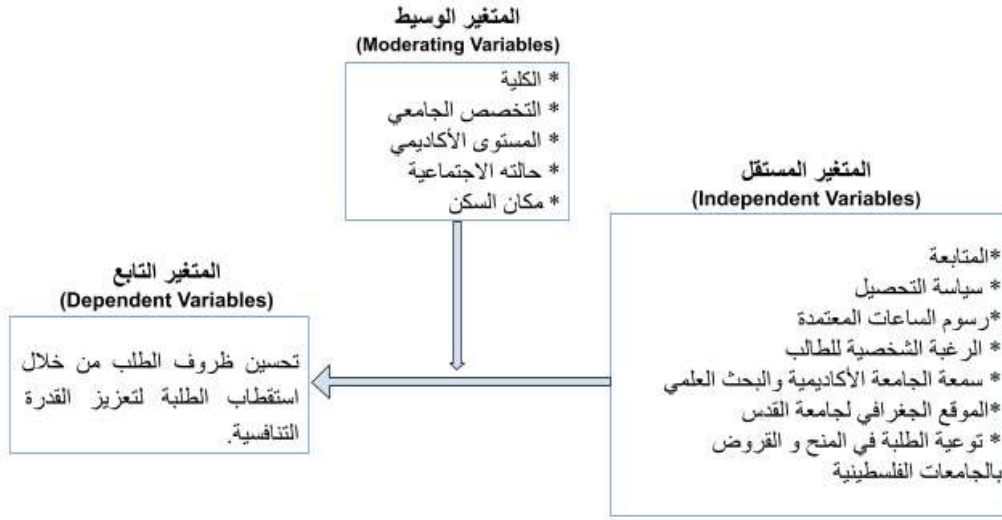 المتغير الوسيط
(Moderating Variables)
* الكلية
* التخصص الجامعي
* المستوى الأكاديمي
* حالته الاجتماعية
* مكان السكن
المتغير المستقل
(Independent Variables)
*المتابعة
* سياسة التحصيل
*رسوم الساعات المعتمدة
* الرغبة الشخصية للطالب
* سمعة الجامعة الأكاديمية والبحث العلمي
*الموقع الجغرافي لجامعة القدس
* توعية الطلبة في المنح و القروض
بالجامعات الفلسطينية
المتغير التابع
(Dependent Variables)
تحسين ظروف الطلب من خلال
استقطاب الطلبة لتعزيز القدرة
التنافسية.